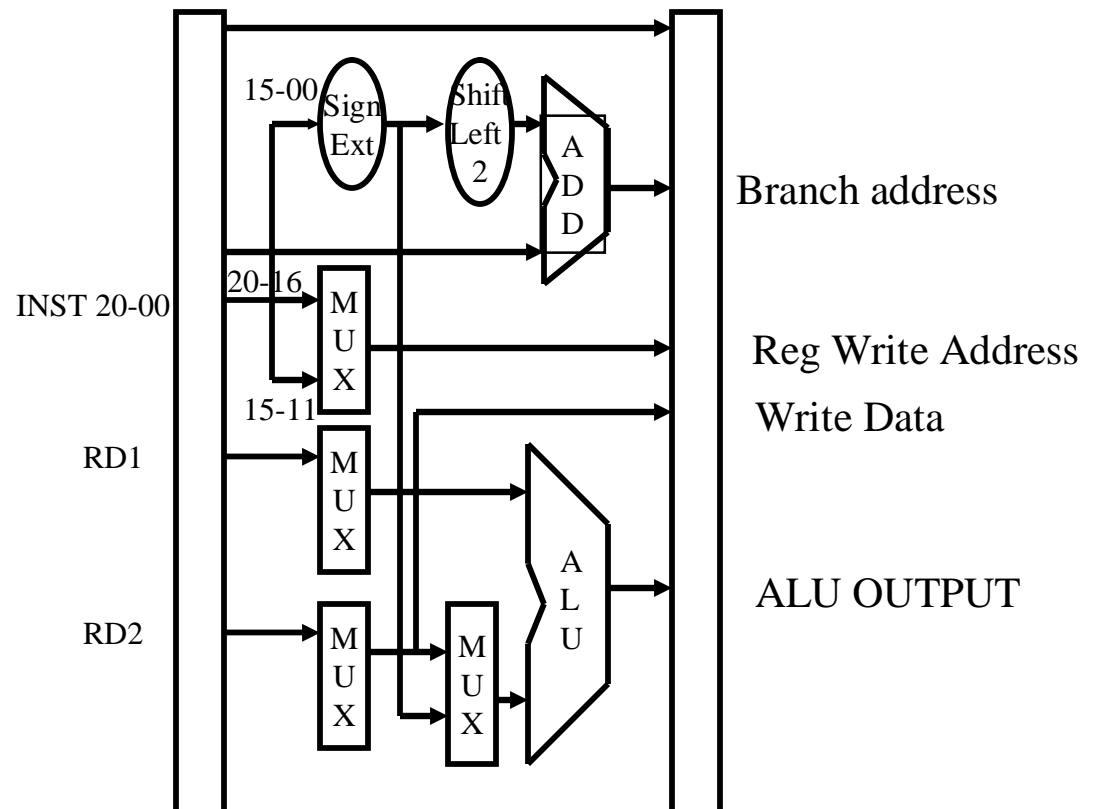 15-00
Sign
Ext
Shift
Left
2
A
D
D
Branch address
20-16
INST 20-00
M
U
X
Reg Write Address
15-11
Write Data
RD1
M
U
X
A
L
U
ALU OUTPUT
RD2
M
U
X
M
U
X